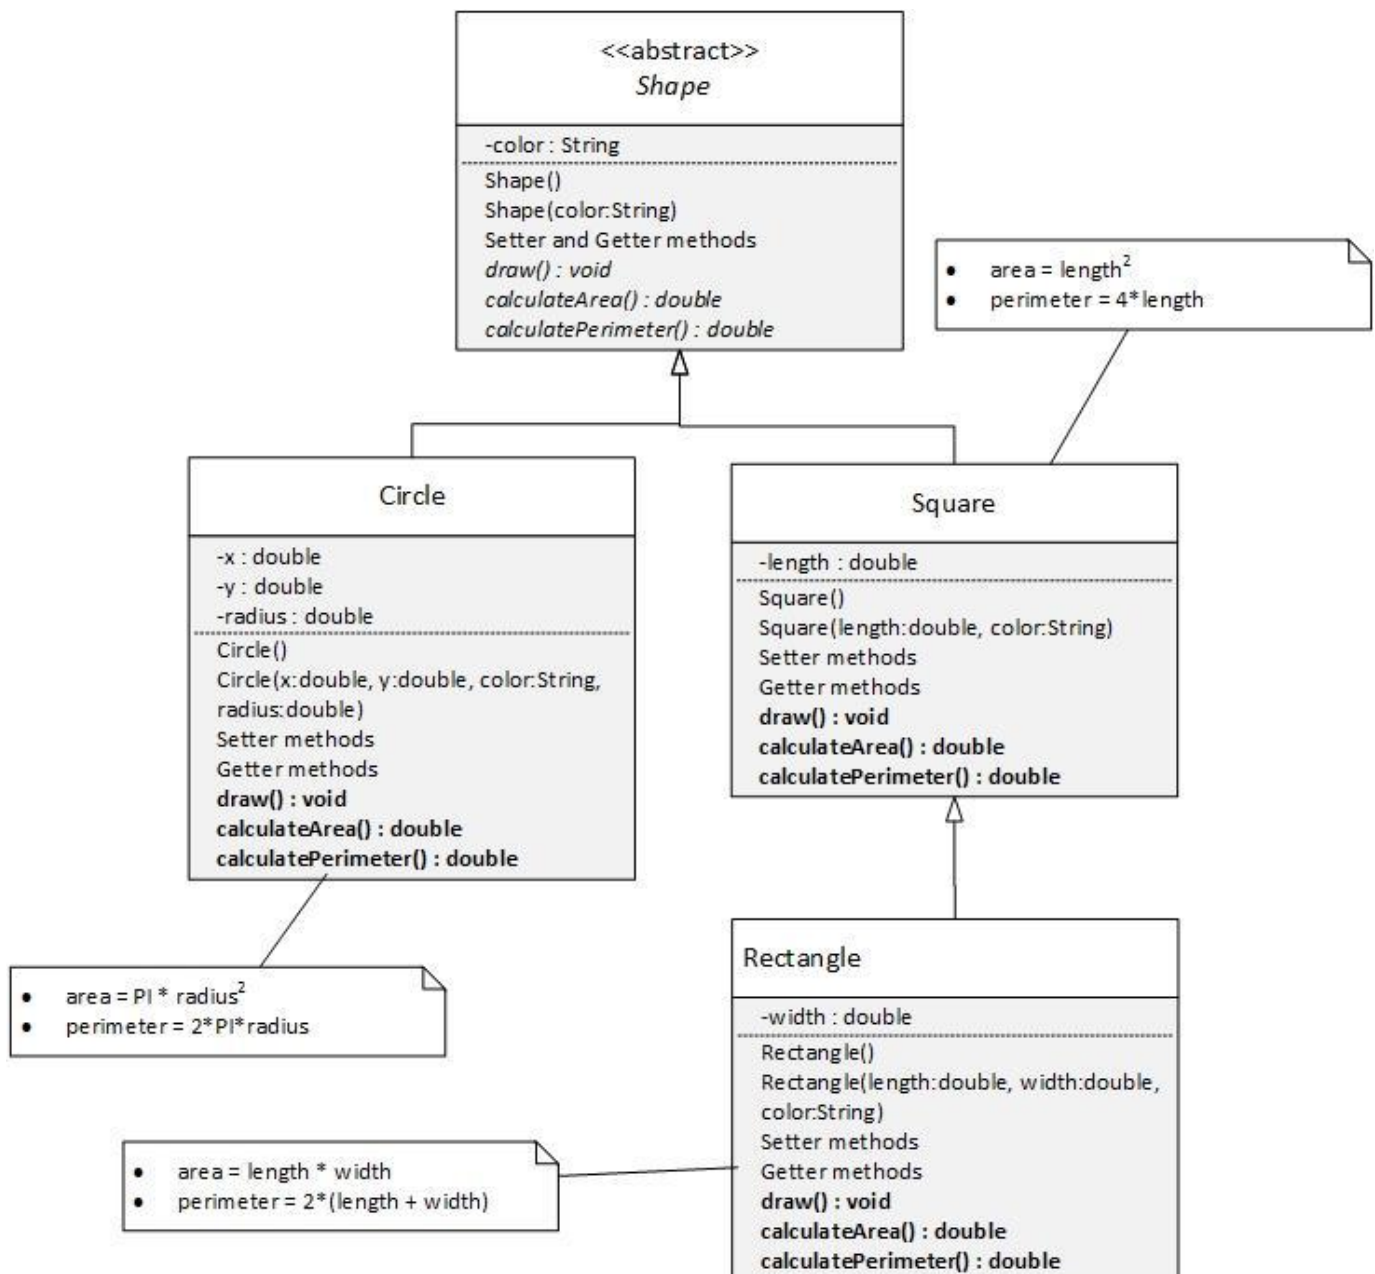 <<abstract>>
Shape
-color : String
Shape()
Shape(color:String)
Setter and Getter methods
draw() : void
calculateArea() : double
calculatePerimeter() : double
• area = length²
• perimeter = 4*length
Circle
-x : double
-y : double
-radius : double
Circle()
Circle(x:double, y:double, color:String,
radius:double)
Setter methods
Getter methods
draw() : void
calculateArea() : double
calculatePerimeter() : double
Square
-length : double
Square()
Square(length:double, color:String)
Setter methods
Getter methods
draw() : void
calculateArea() : double
calculatePerimeter() : double
• area = PI * radius²
• perimeter = 2*PI*radius
Rectangle
-width : double
Rectangle()
Rectangle(length:double, width:double,
color:String)
Setter methods
Getter methods
draw() : void
calculateArea() : double
calculatePerimeter() : double
• area = length * width
• perimeter = 2*(length + width)